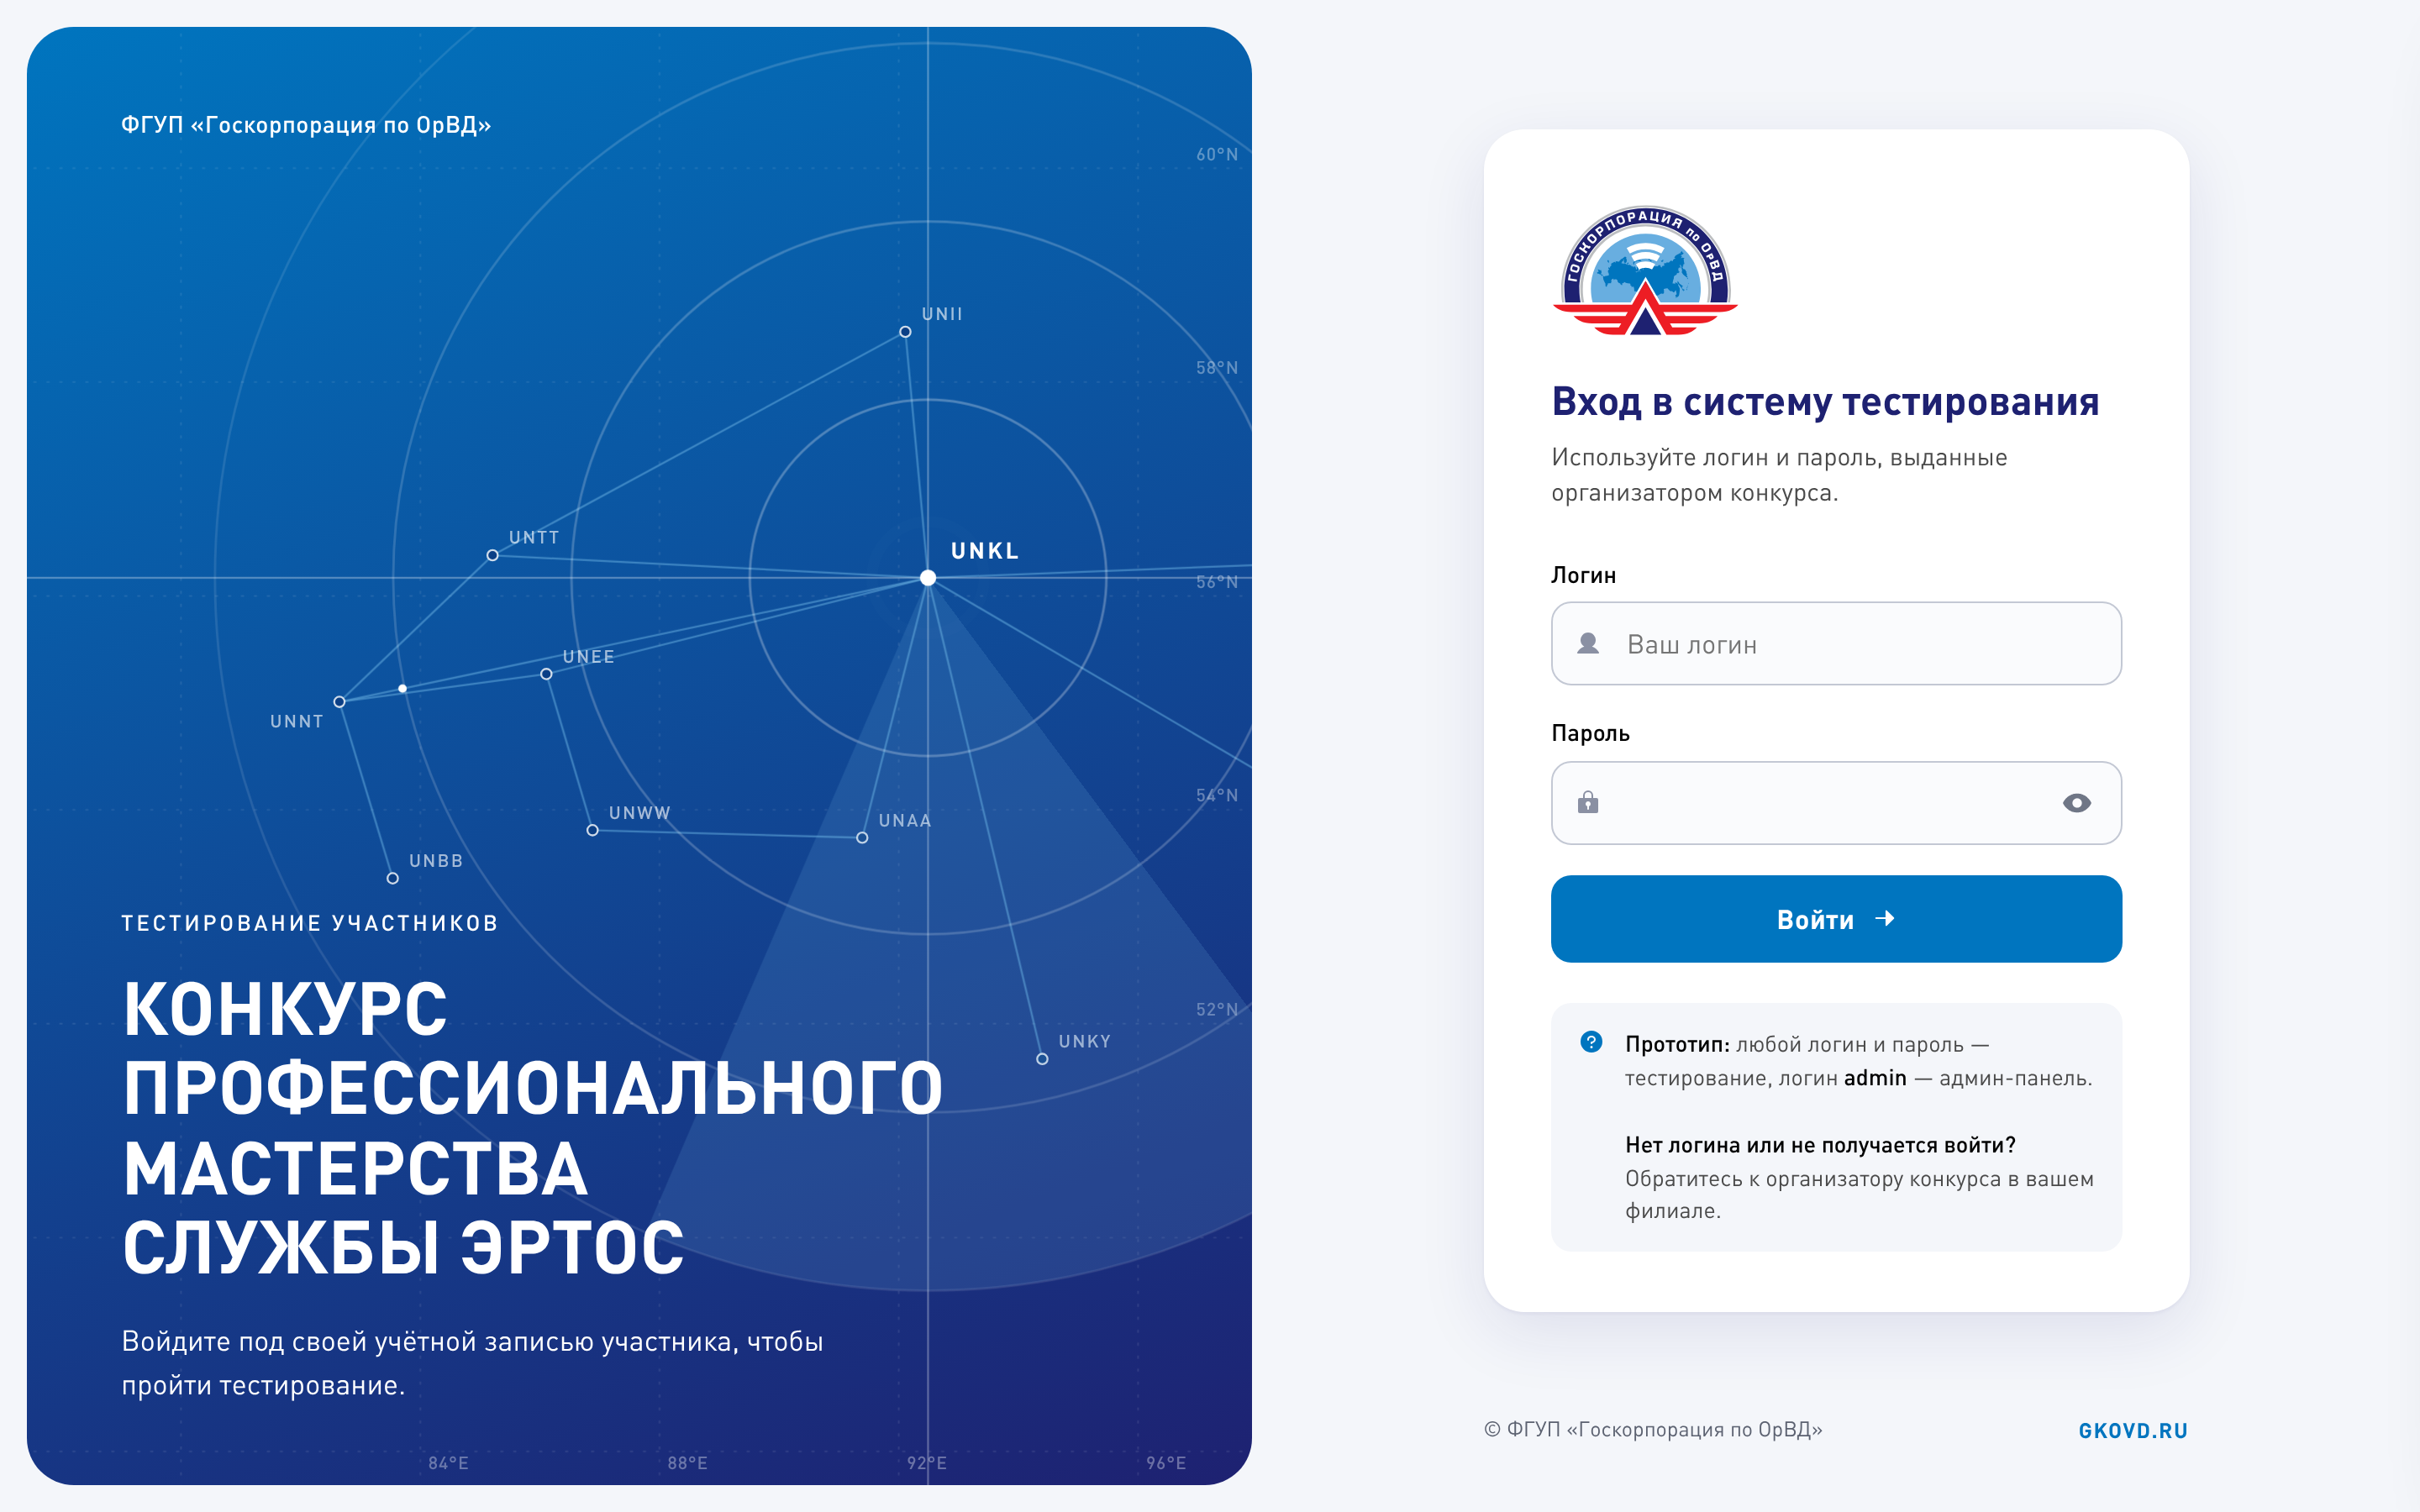 ФГУП «Госкорпорация по ОрВД»
60°N
UNII
58°N
UNTT
UNKL
56°N
UNEE
UNNT
54°N
UNWW
UNAA
UNBB
ТЕСТИРОВАНИЕ УЧАСТНИКОВ
КОНКУРС
ПРОФЕССИОНАЛЬНОГО
МАСТЕРСТВА
СЛУЖБЫ ЭРТОС
52°N
UNKY
Войдите под своей учётной записью участника, чтобы
пройти тестирование.
84°E
88°E
92°E
96°E
ГОСКОРПОРАЦИЯ по ОрВД
Вход в систему тестирования
Используйте логин и пароль, выданные
организатором конкурса.
Логин
Ваш логин
Пароль
Войти
Прототип: любой логин и пароль —
тестирование, логин admin — админ-панель.
Нет логина или не получается войти?
Обратитесь к организатору конкурса в вашем
филиале.
© ФГУП «Госкорпорация по ОрВД»
GKOVD.RU